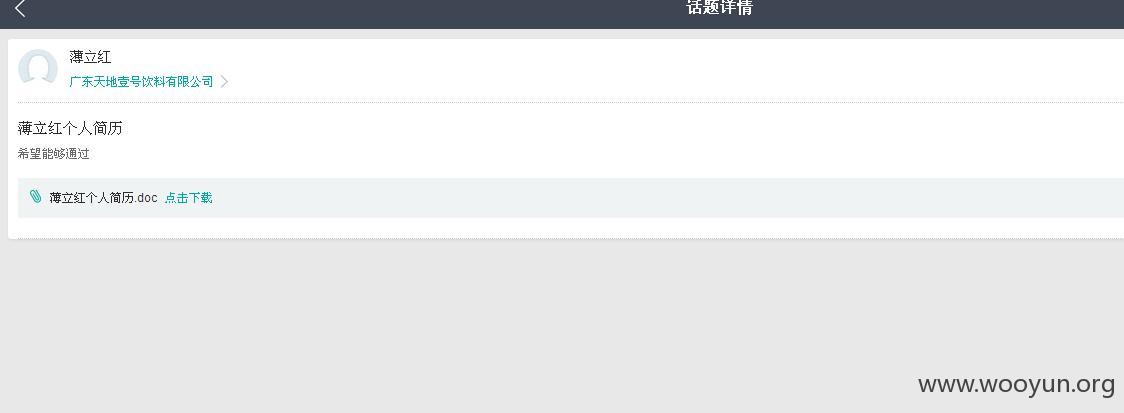 话题详情
薄立红
广东天地壹号饮料有限公司
薄立红个人简历
希望能够通过
薄立红个人简历.doc 点击下载
www.wooyun.org